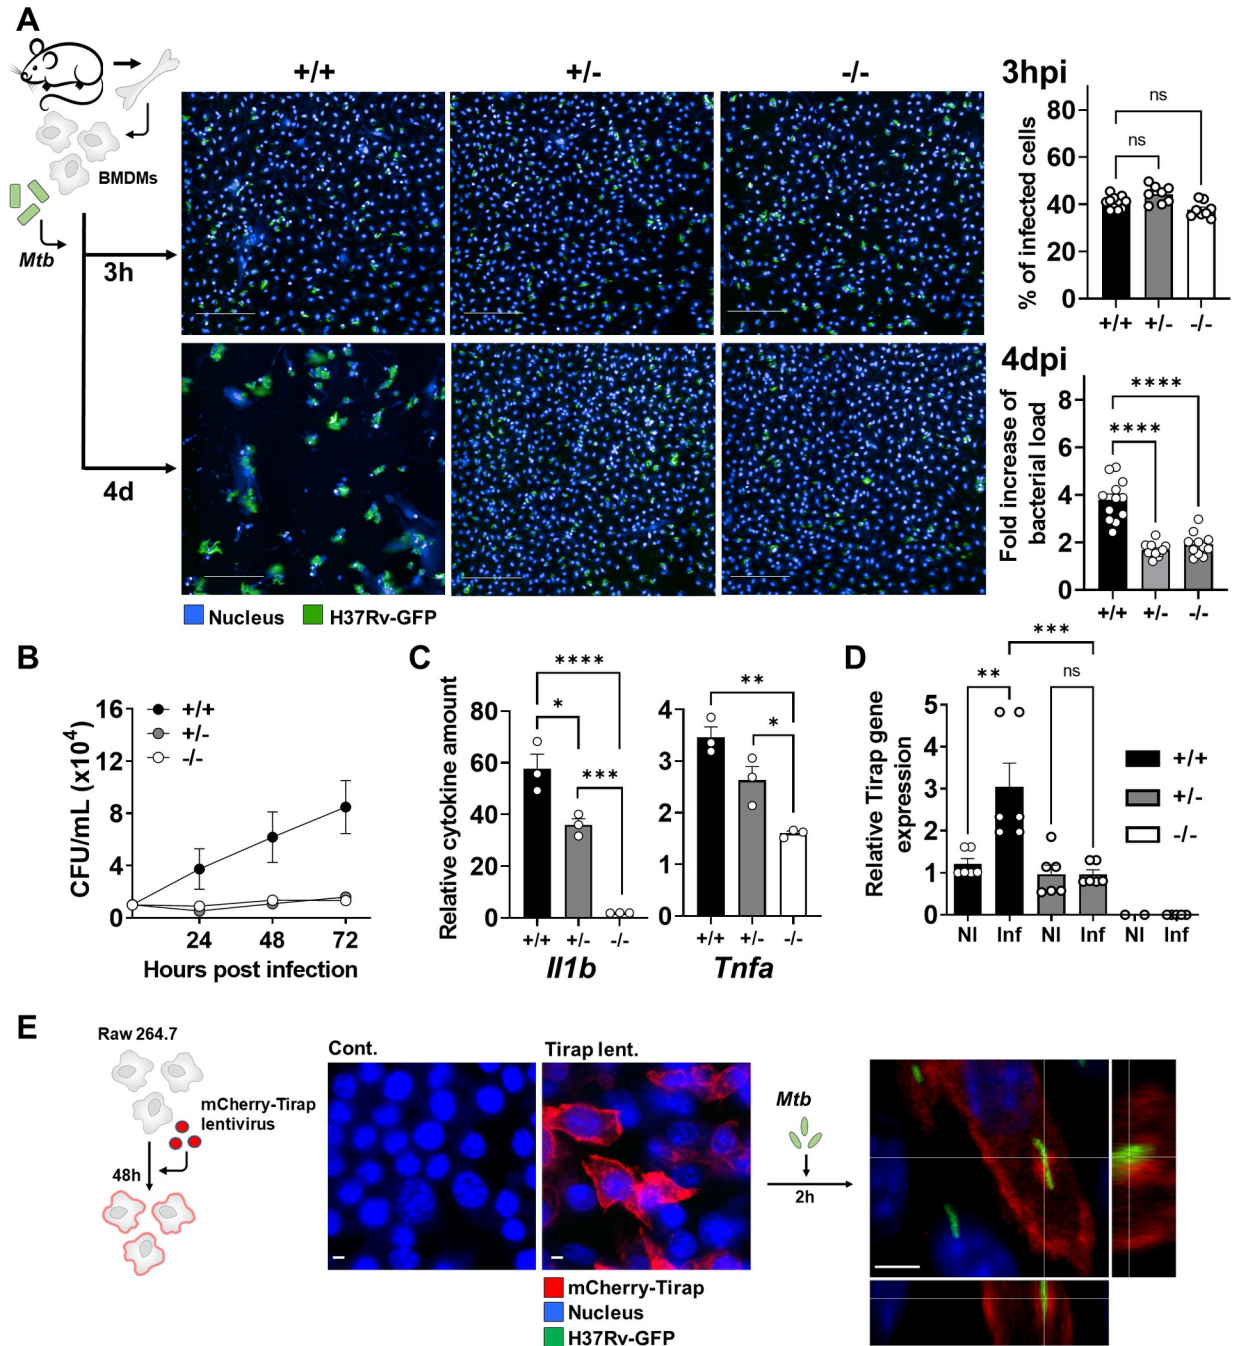 A
+/+
+/-
-/-
BMDMs
Mtb
3h
4d
Nucleus
H37Rv-GFP
3hpi
% of infected cells
80
60
40
20
0
ns
ns
+/+ +/- -/-
4dpi
Fold increase of
bacterial load
8
6
4
2
0
****
****
+/+ +/- -/-
B
CFU/mL (x10⁴)
16
12
8
4
0
+/+
+/-
-/-
24 48 72
Hours post infection
C
Relative cytokine amount
80
60
40
20
0
****
*
***
+/+ +/- -/-
Il1b
4
3
2
1
0
**
*
+/+ +/- -/-
Tnfa
D
Relative Tirap gene
expression
5
4
3
2
1
0
***
**
ns
NI Inf NI Inf NI Inf
+/+
+/-
-/-
E
Raw 264.7
mCherry-Tirap
lentivirus
48h
Cont.
Tirap lent.
Mtb
2h
mCherry-Tirap
Nucleus
H37Rv-GFP